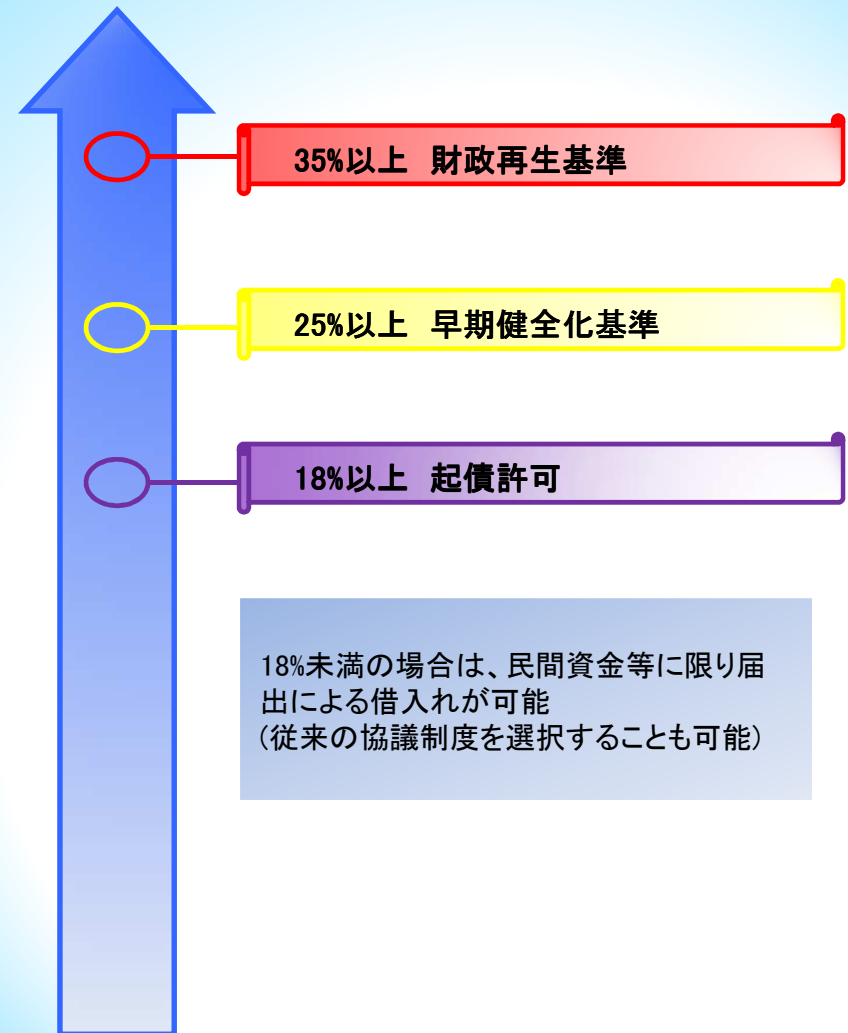 35%以上　財政再生基準
25%以上　早期健全化基準
18%以上　起債許可
18%未満の場合は、民間資金等に限り届
出による借入れが可能
（従来の協議制度を選択することも可能）